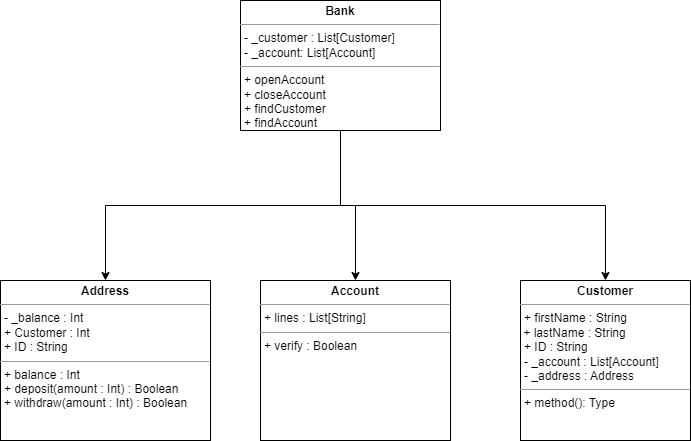 Bank
- _customer : List[Customer]
- _account: List[Account]
+ openAccount
+ closeAccount
+ findCustomer
+ findAccount
Address
- _balance : Int
+ Customer : Int
+ ID : String
+ balance : Int
+ deposit(amount : Int) : Boolean
+ withdraw(amount : Int) : Boolean
Account
+ lines : List[String]
+ verify : Boolean
Customer
+ firstName : String
+ lastName : String
+ ID : String
- _account : List[Account]
- _address : Address
+ method(): Type